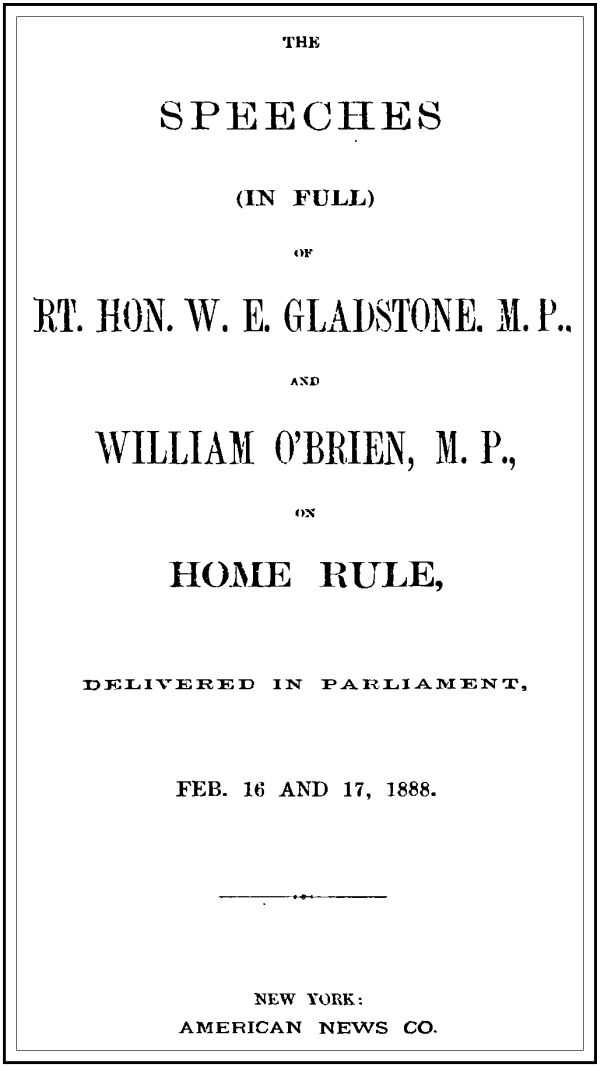 THE
SPEECHES
(IN FULL)
OF
RT. HON. W. E. GLADSTONE. M. P.,
AND
WILLIAM O'BRIEN, M. P.,
ON
HOME RULE,
DELIVERED IN PARLIAMENT,
FEB. 16 AND 17, 1888.
NEW YORK:
AMERICAN NEWS CO.